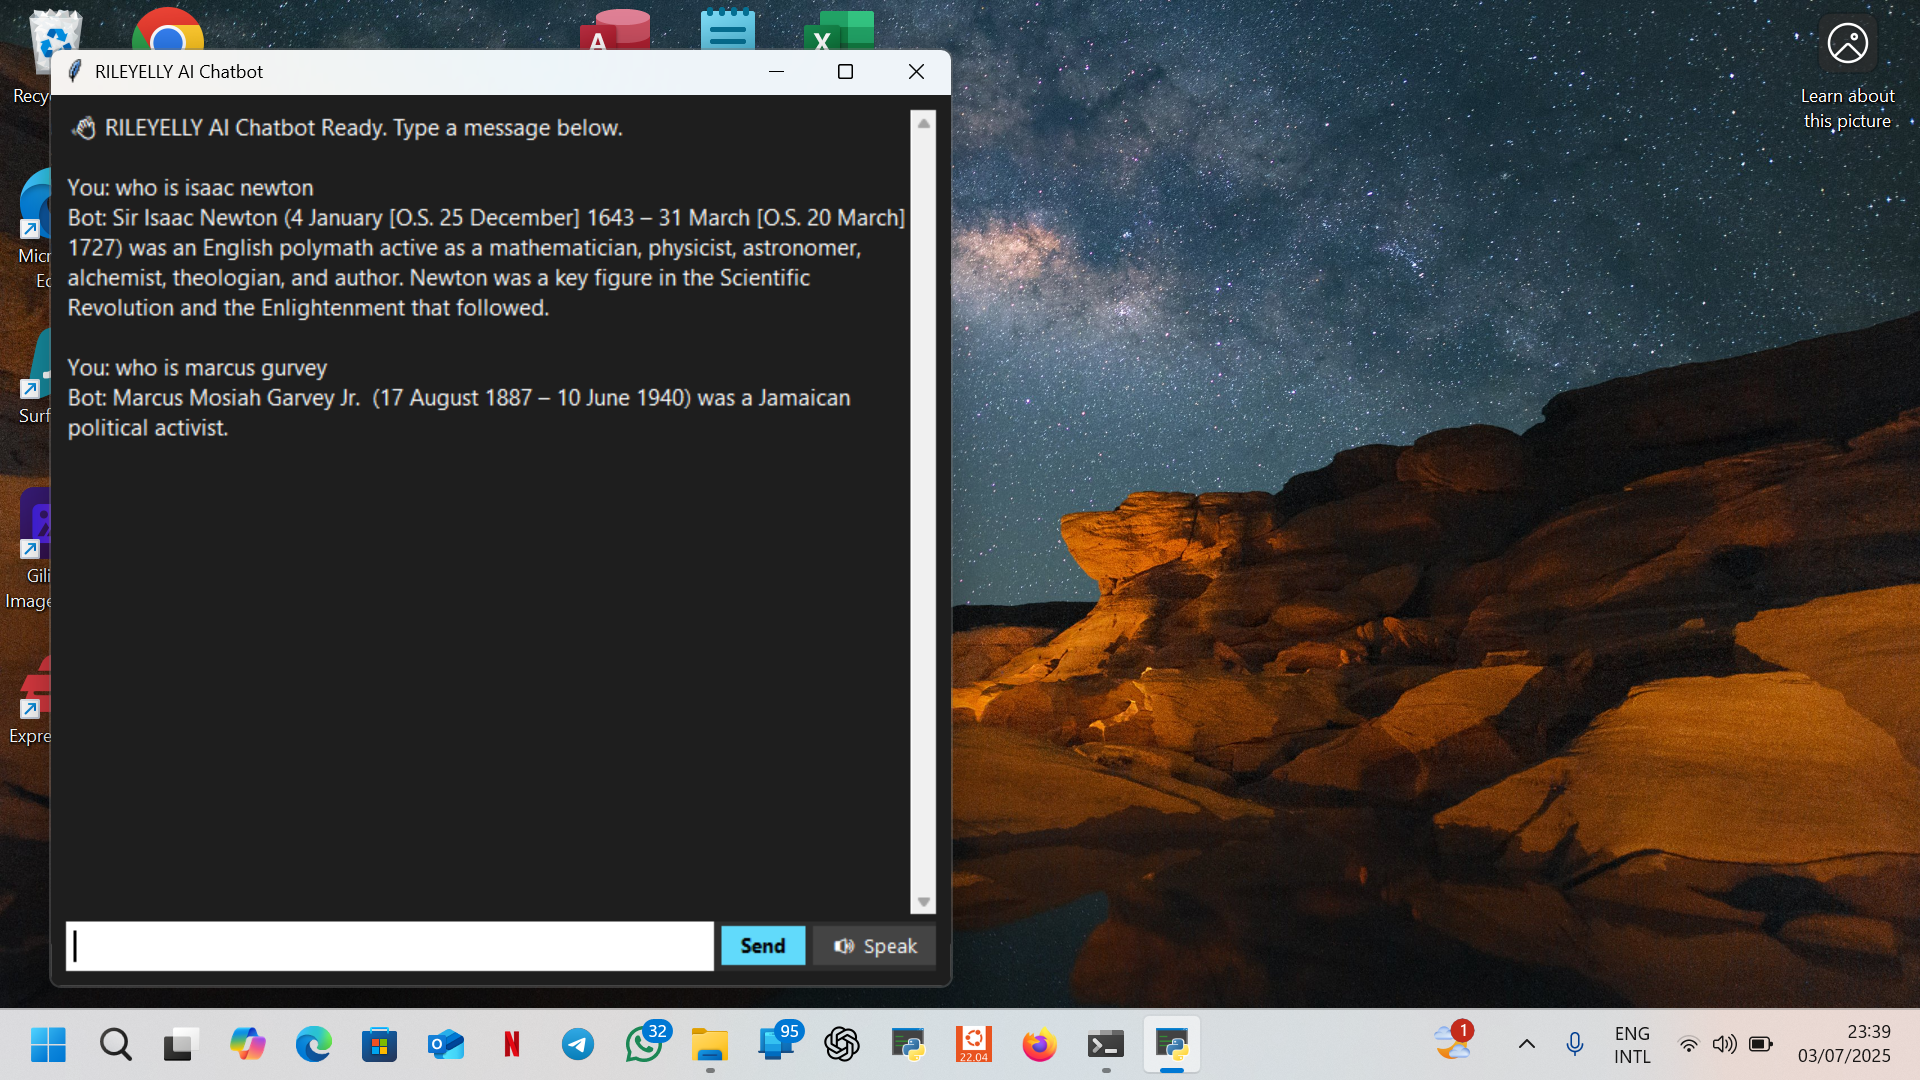 RILEYELLY AI Chatbot
RILEYELLY AI Chatbot Ready. Type a message below.
You: who is isaac newton
Bot: Sir Isaac Newton (4 January [O.S. 25 December] 1643 – 31 March [O.S. 20 March]
1727) was an English polymath active as a mathematician, physicist, astronomer,
alchemist, theologian, and author. Newton was a key figure in the Scientific
Revolution and the Enlightenment that followed.
You: who is marcus gurvey
Bot: Marcus Mosiah Garvey Jr.  (17 August 1887 – 10 June 1940) was a Jamaican
political activist.
Send
Speak
Learn about
this picture
Recy
Micr
Ec
Surf
Gili
Image
Expre
A
X
N
32
95
22.04
1
ENG
INTL
23:39
03/07/2025